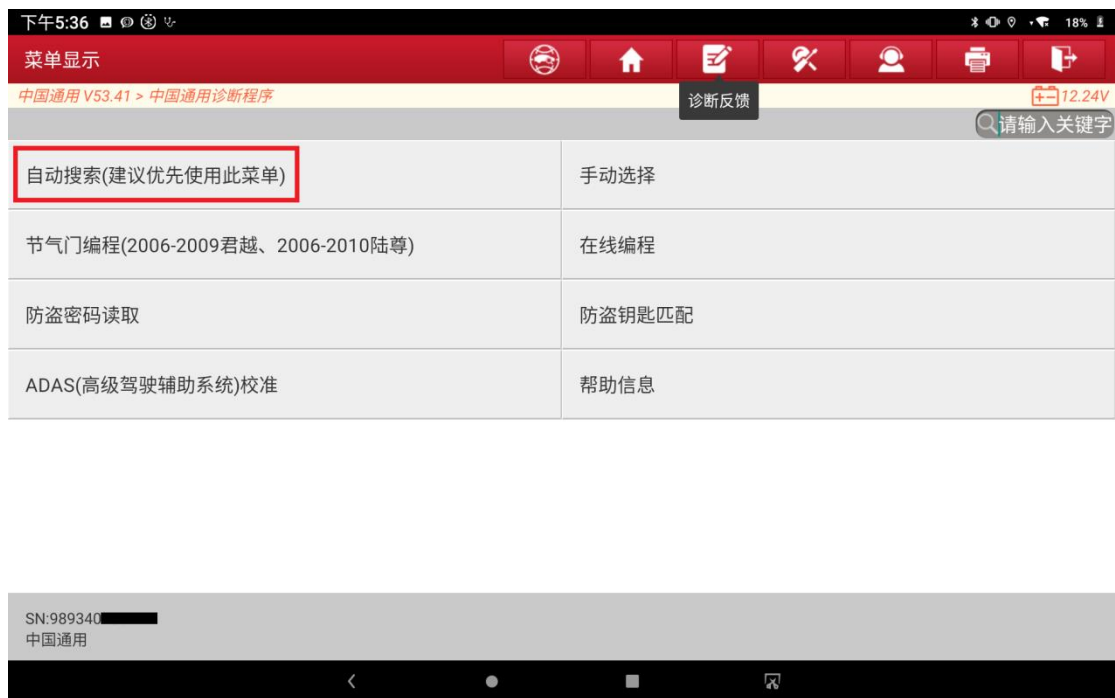 下午5:36
18%
菜单显示
中国通用 V53.41 > 中国通用诊断程序
诊断反馈
12.24V
请输入关键字
自动搜索(建议优先使用此菜单)
手动选择
节气门编程(2006-2009君越、2006-2010陆尊)
在线编程
防盗密码读取
防盗钥匙匹配
ADAS(高级驾驶辅助系统)校准
帮助信息
SN:989340
中国通用